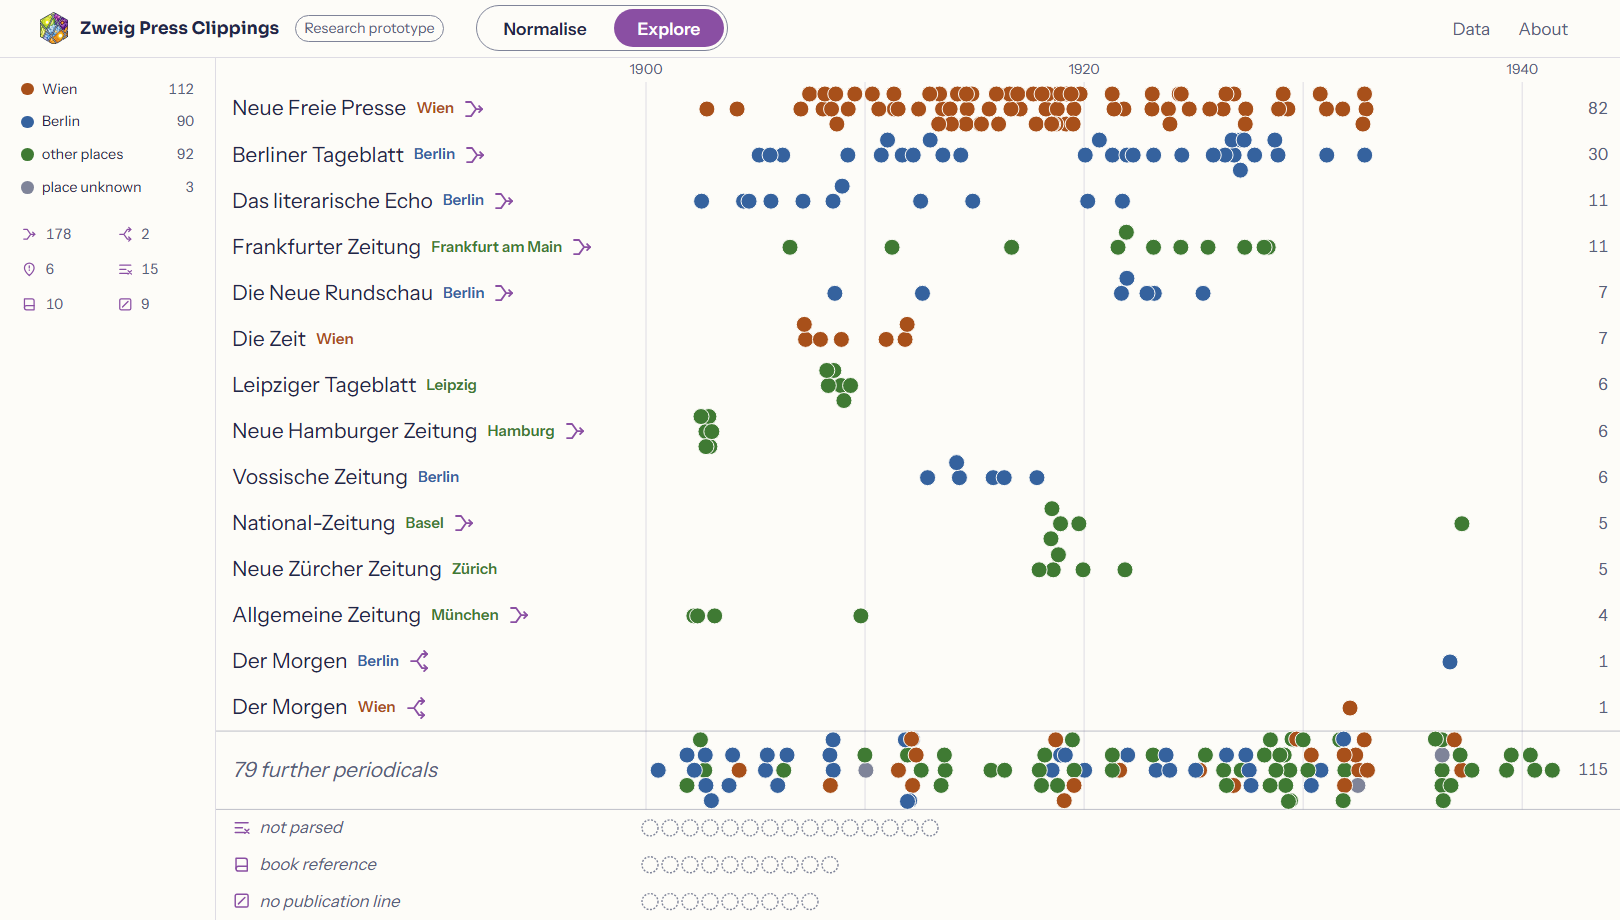 Zweig Press Clippings Research prototype Normalise Explore Data About
Wien 112
Berlin 90
other places 92
place unknown 3
178 2
6 15
10 9
1900 1920 1940
Neue Freie Presse Wien 82
Berliner Tageblatt Berlin 30
Das literarische Echo Berlin 11
Frankfurter Zeitung Frankfurt am Main 11
Die Neue Rundschau Berlin 7
Die Zeit Wien 7
Leipziger Tageblatt Leipzig 6
Neue Hamburger Zeitung Hamburg 6
Vossische Zeitung Berlin 6
National-Zeitung Basel 5
Neue Zürcher Zeitung Zürich 5
Allgemeine Zeitung München 4
Der Morgen Berlin 1
Der Morgen Wien 1
79 further periodicals 115
not parsed
book reference
no publication line